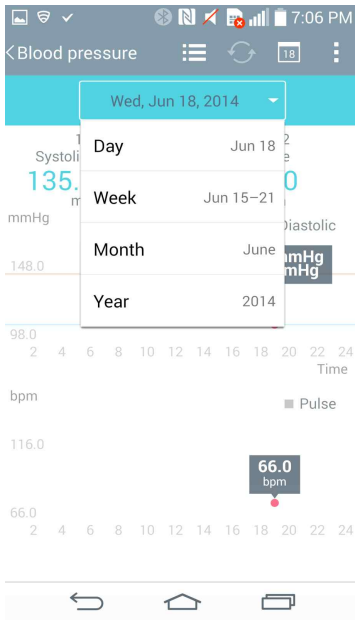 7:06 PM
Blood pressure
18
Wed, Jun 18, 2014
Systoli
135.
0
mmHg
Diastolic
Day Jun 18
Week Jun 15–21
Month June
Year 2014
mmHg
mmHg
148.0
98.0
2 4 6 8 10 12 14 16 18 20 22 24
Time
bpm
Pulse
116.0
66.0
bpm
66.0
2 4 6 8 10 12 14 16 18 20 22 24